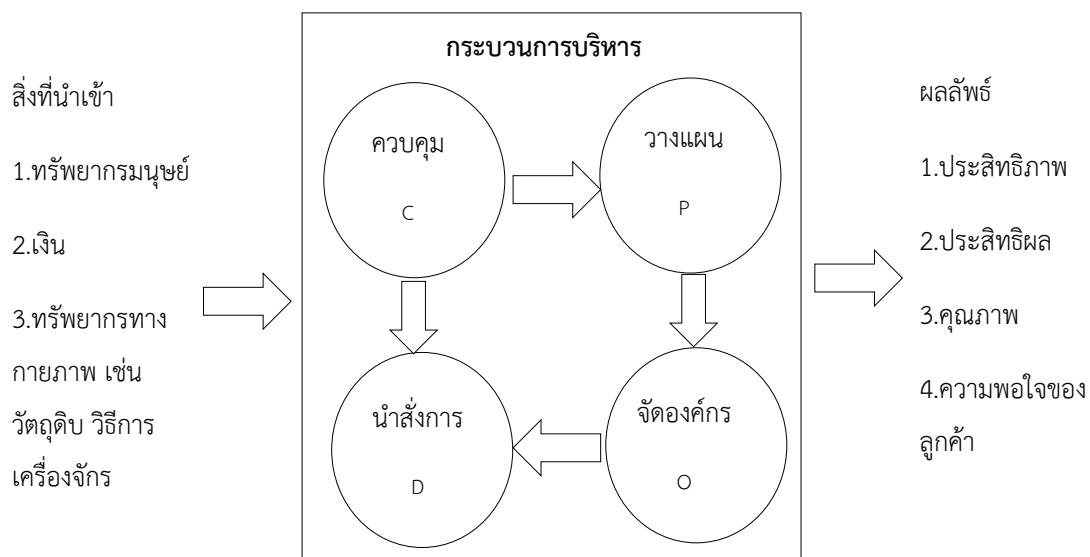 กระบวนการบริหาร
สิ่งที่นำเข้า
1.ทรัพยากรมนุษย์
2.เงิน
3.ทรัพยากรทาง
กายภาพ เช่น
วัตถุดิบ วิธีการ
เครื่องจักร
ควบคุม
C
วางแผน
P
นำสั่งการ
D
จัดองค์กร
O
ผลลัพธ์
1.ประสิทธิภาพ
2.ประสิทธิผล
3.คุณภาพ
4.ความพอใจของ
ลูกค้า